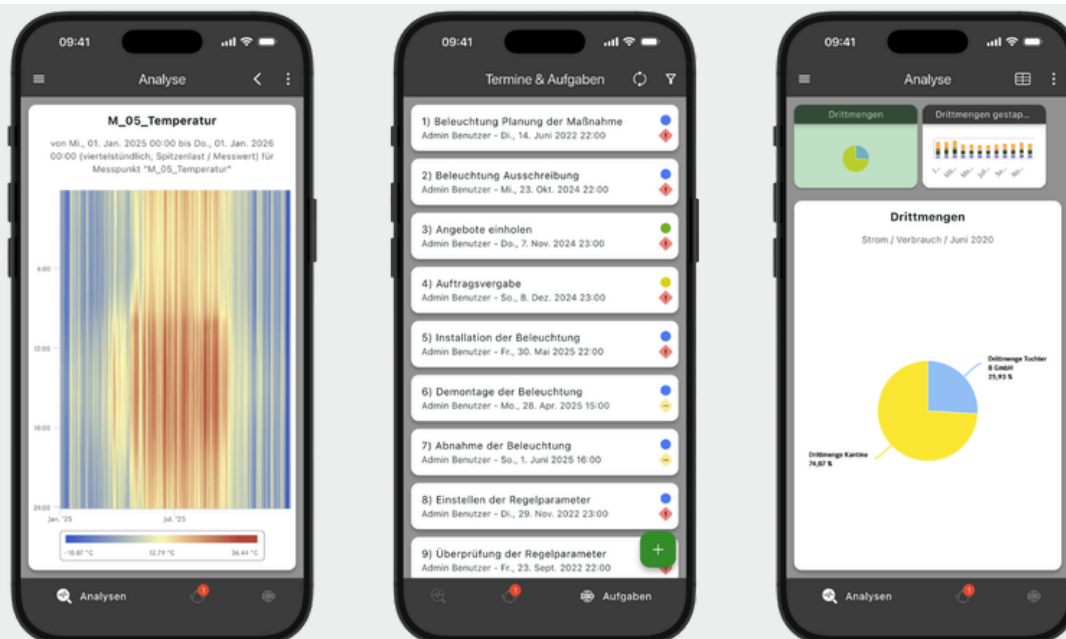 09:41
Analyse
M_05_Temperatur
von Mi., 01. Jan. 2025 00:00 bis Do., 01. Jan. 2026
00:00 (viertelstündlich, Spitzenlast / Messwert) für
Messpunkt "M_05_Temperatur"
6:00
12:00
18:00
24:00
Jan. '25
Jul. '25
-10.87 °C
12.79 °C
36.44 °C
Analysen
1
09:41
Termine & Aufgaben
1) Beleuchtung Planung der Maßnahme
Admin Benutzer - Di., 14. Juni 2022 22:00
2) Beleuchtung Ausschreibung
Admin Benutzer - Mi., 23. Okt. 2024 22:00
3) Angebote einholen
Admin Benutzer - Do., 7. Nov. 2024 23:00
4) Auftragsvergabe
Admin Benutzer - So., 8. Dez. 2024 23:00
5) Installation der Beleuchtung
Admin Benutzer - Fr., 30. Mai 2025 22:00
6) Demontage der Beleuchtung
Admin Benutzer - Mo., 28. Apr. 2025 15:00
7) Abnahme der Beleuchtung
Admin Benutzer - So., 1. Juni 2025 16:00
8) Einstellen der Regelparameter
Admin Benutzer - Di., 29. Nov. 2022 23:00
9) Überprüfung der Regelparameter
Admin Benutzer - Fr., 23. Sept. 2022 22:00
+
1
Aufgaben
09:41
Analyse
Drittmengen
Drittmengen gestap...
Drittmengen
Strom / Verbrauch / Juni 2020
Drittmenge Tochter
B GmbH
25,93 %
Drittmenge Kantine
74,07 %
Analysen
1